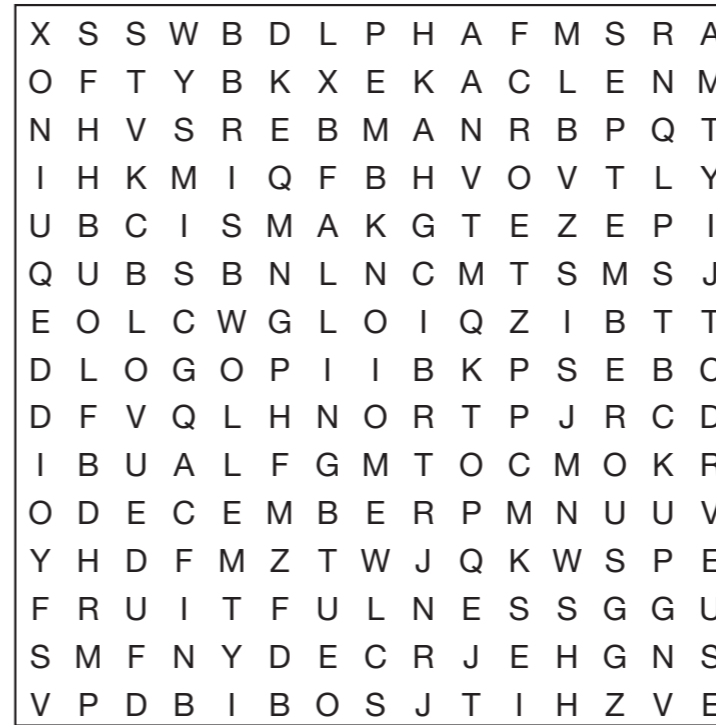 X S S W B D L P H A F M S R A
O F T Y B K X E K A C L E N M
N H V S R E B M A N R B P Q T
I H K M I Q F B H V O V T L Y
U B C I S M A K G T E Z E P I
Q U B S B N L N C M T S M S J
E O L C W G L O I Q Z I B T T
D L O G O P I I B K P S E B C
D F V Q L H N O R T P J R C D
I B U A L F G M T O C M O K R
O D E C E M B E R P M N U U V
Y H D F M Z T W J Q K W S P E
F R U I T F U L N E S S G G U
S M F N Y D E C R J E H G N S
V P D B I B O S J T I H Z V E